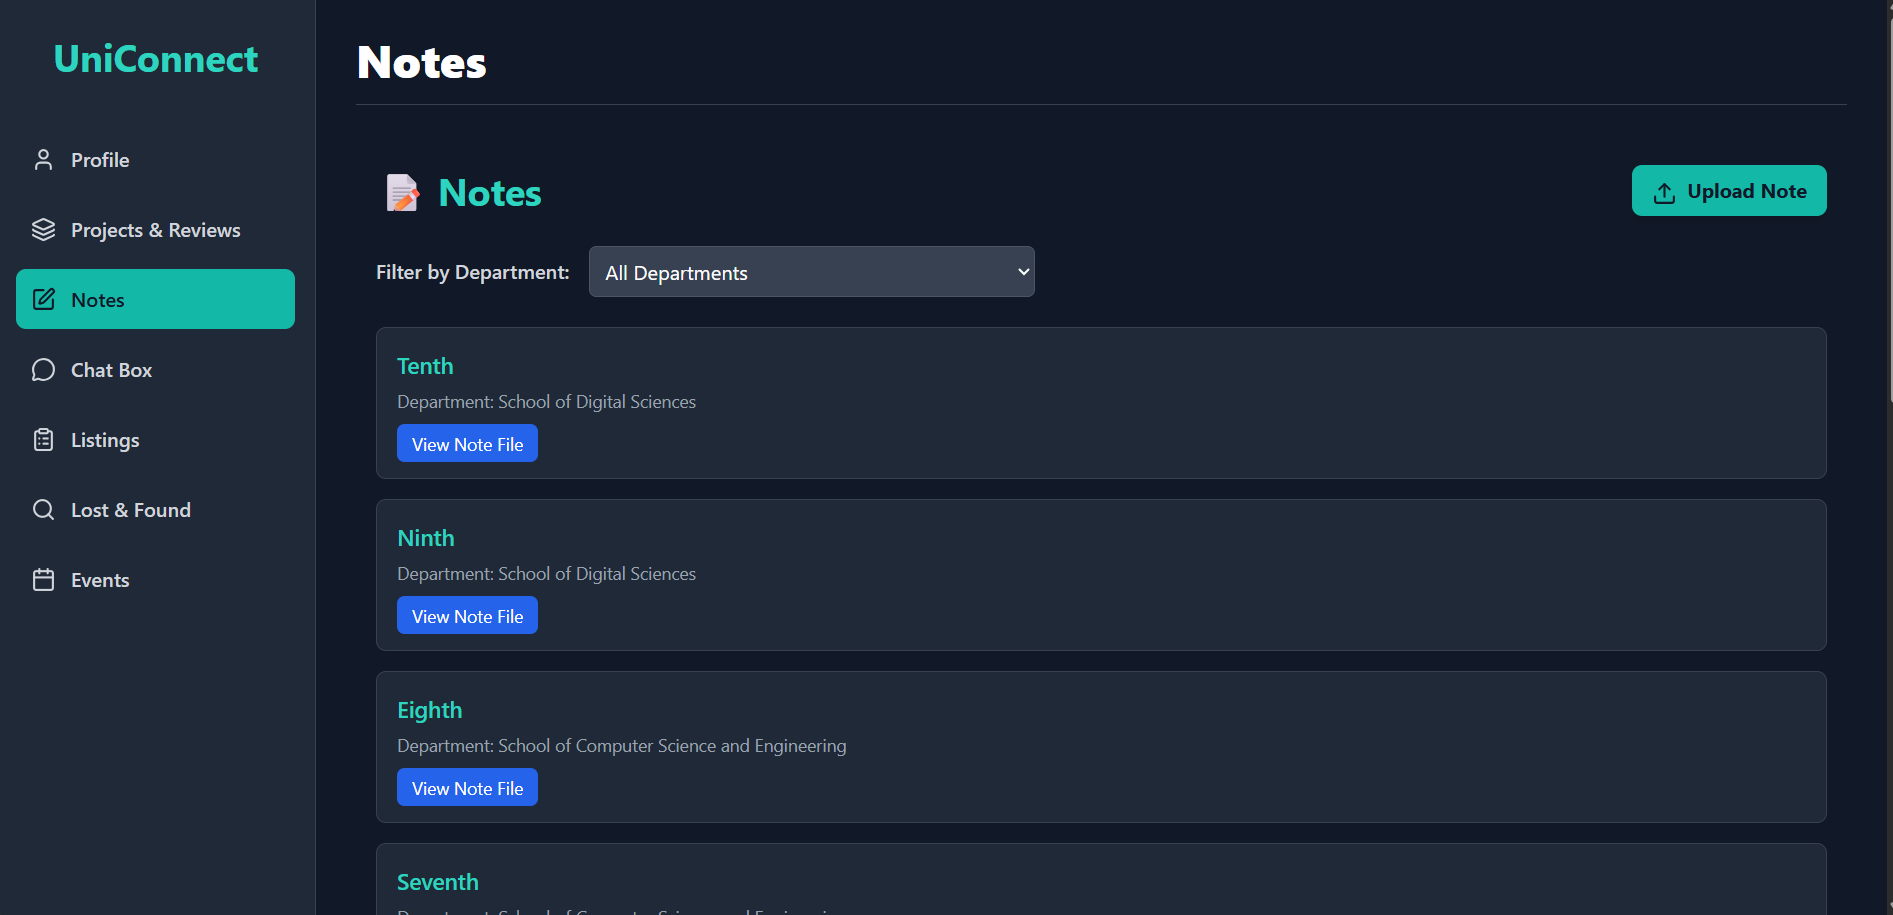 UniConnect
Profile
Projects & Reviews
Notes
Chat Box
Listings
Lost & Found
Events
Notes
Notes
Upload Note
Filter by Department: All Departments
Tenth
Department: School of Digital Sciences
View Note File
Ninth
Department: School of Digital Sciences
View Note File
Eighth
Department: School of Computer Science and Engineering
View Note File
Seventh